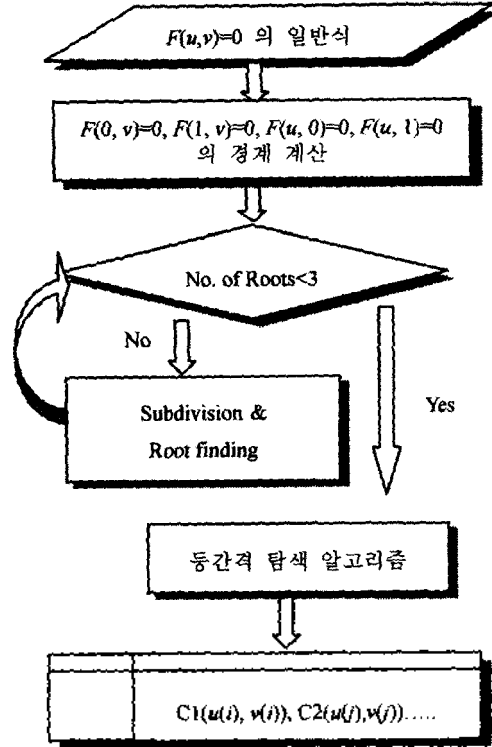 F(u,v)=0 의 일반식
F(0, v)=0, F(1, v)=0, F(u, 0)=0, F(u, 1)=0
의 경계 계산
No. of Roots<3
No
Yes
Subdivision &
Root finding
등간격 탐색 알고리즘
C1(u(i), v(i)), C2(u(j),v(j)).....